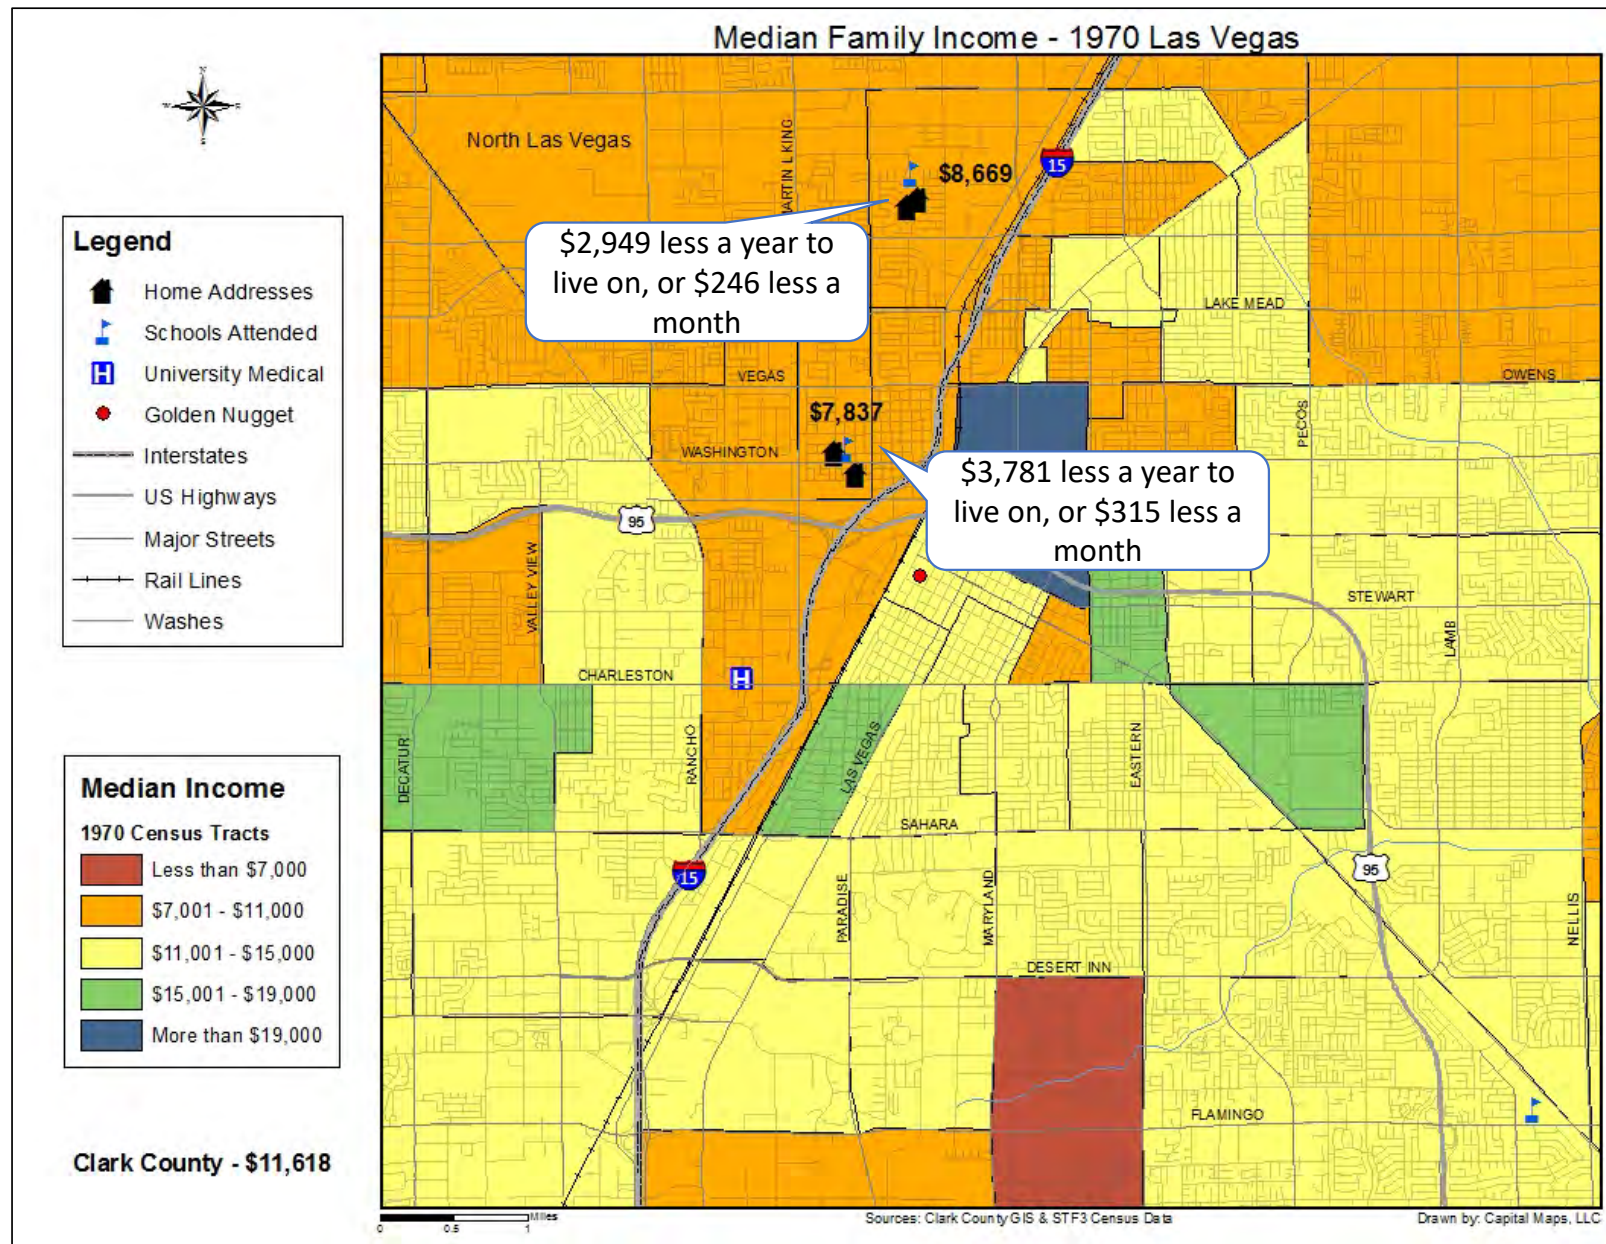 Median Family Income - 1970 Las Vegas
N
W
E
S
North Las Vegas
15
$8,669
$2,949 less a year to
live on, or $246 less a
month
Legend
Home Addresses
Schools Attended
H University Medical
Golden Nugget
Interstates
US Highways
Major Streets
Rail Lines
Washes
LAKE MEAD
VEGAS
OWENS
$7,837
PECOS
WASHINGTON
$3,781 less a year to
live on, or $315 less a
month
95
VALLEY VIEW
STEWART
LAMB
CHARLESTON
H
DECATUR
RANCHO
LAS VEGAS
EASTERN
SAHARA
15
95
PARADISE
MARYLAND
NELLIS
DESERT INN
FLAMINGO
Median Income
1970 Census Tracts
Less than $7,000
$7,001 - $11,000
$11,001 - $15,000
$15,001 - $19,000
More than $19,000
Clark County - $11,618
0 0.5 1 Miles
Sources: Clark County GIS & STF3 Census Data
Drawn by: Capital Maps, LLC